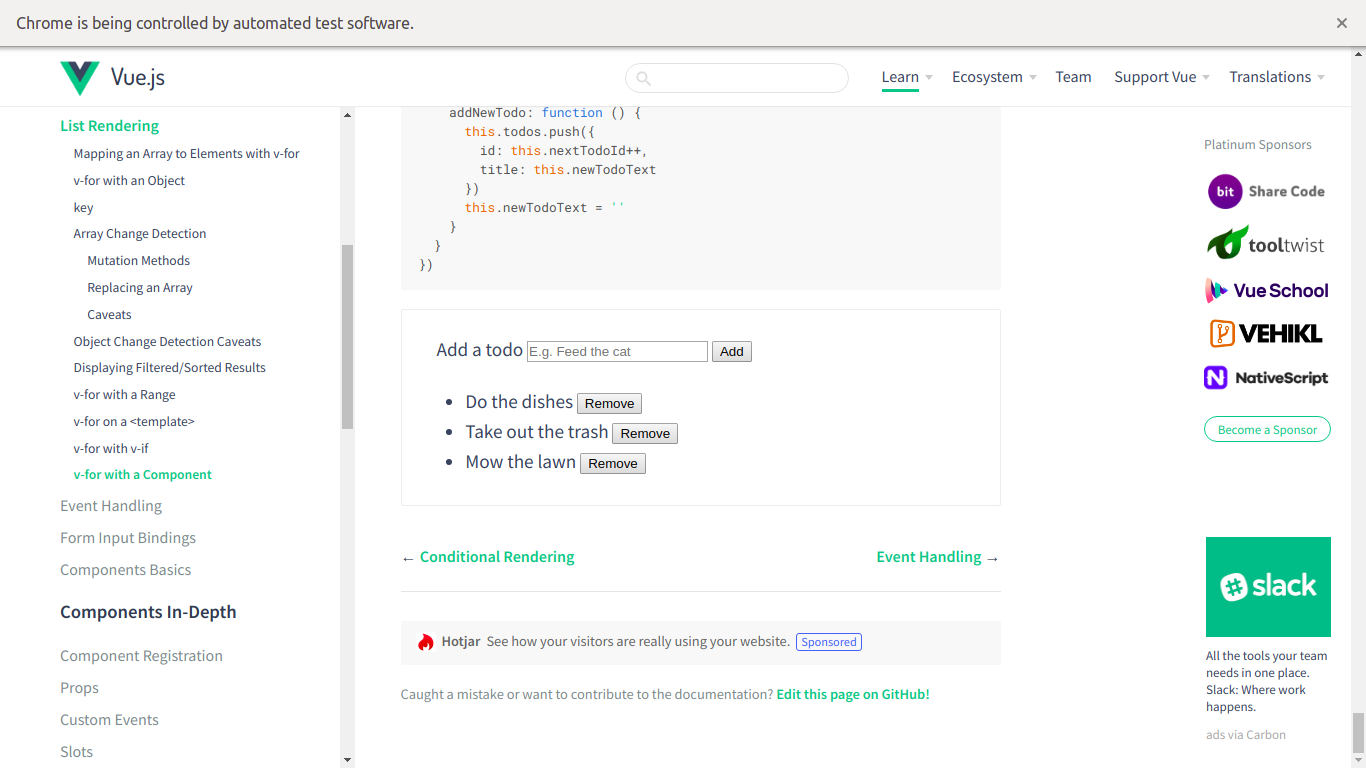 Chrome is being controlled by automated test software.
Vue.js
Learn
Ecosystem
Team
Support Vue
Translations
List Rendering
Mapping an Array to Elements with v-for
v-for with an Object
key
Array Change Detection
Mutation Methods
Replacing an Array
Caveats
Object Change Detection Caveats
Displaying Filtered/Sorted Results
v-for with a Range
v-for on a <template>
v-for with v-if
v-for with a Component
Event Handling
Form Input Bindings
Components Basics
Components In-Depth
Component Registration
Props
Custom Events
Slots
addNewTodo: function () {
this.todos.push({
id: this.nextTodoId++,
title: this.newTodoText
})
this.newTodoText = ''
}
}
})
Add a todo E.g. Feed the cat Add
• Do the dishes Remove
• Take out the trash Remove
• Mow the lawn Remove
← Conditional Rendering
Event Handling →
Hotjar See how your visitors are really using your website. Sponsored
Caught a mistake or want to contribute to the documentation? Edit this page on GitHub!
Platinum Sponsors
bit Share Code
tooltwist
Vue School
VEHIKL
N NativeScript
Become a Sponsor
slack
All the tools your team
needs in one place.
Slack: Where work
happens.
ads via Carbon